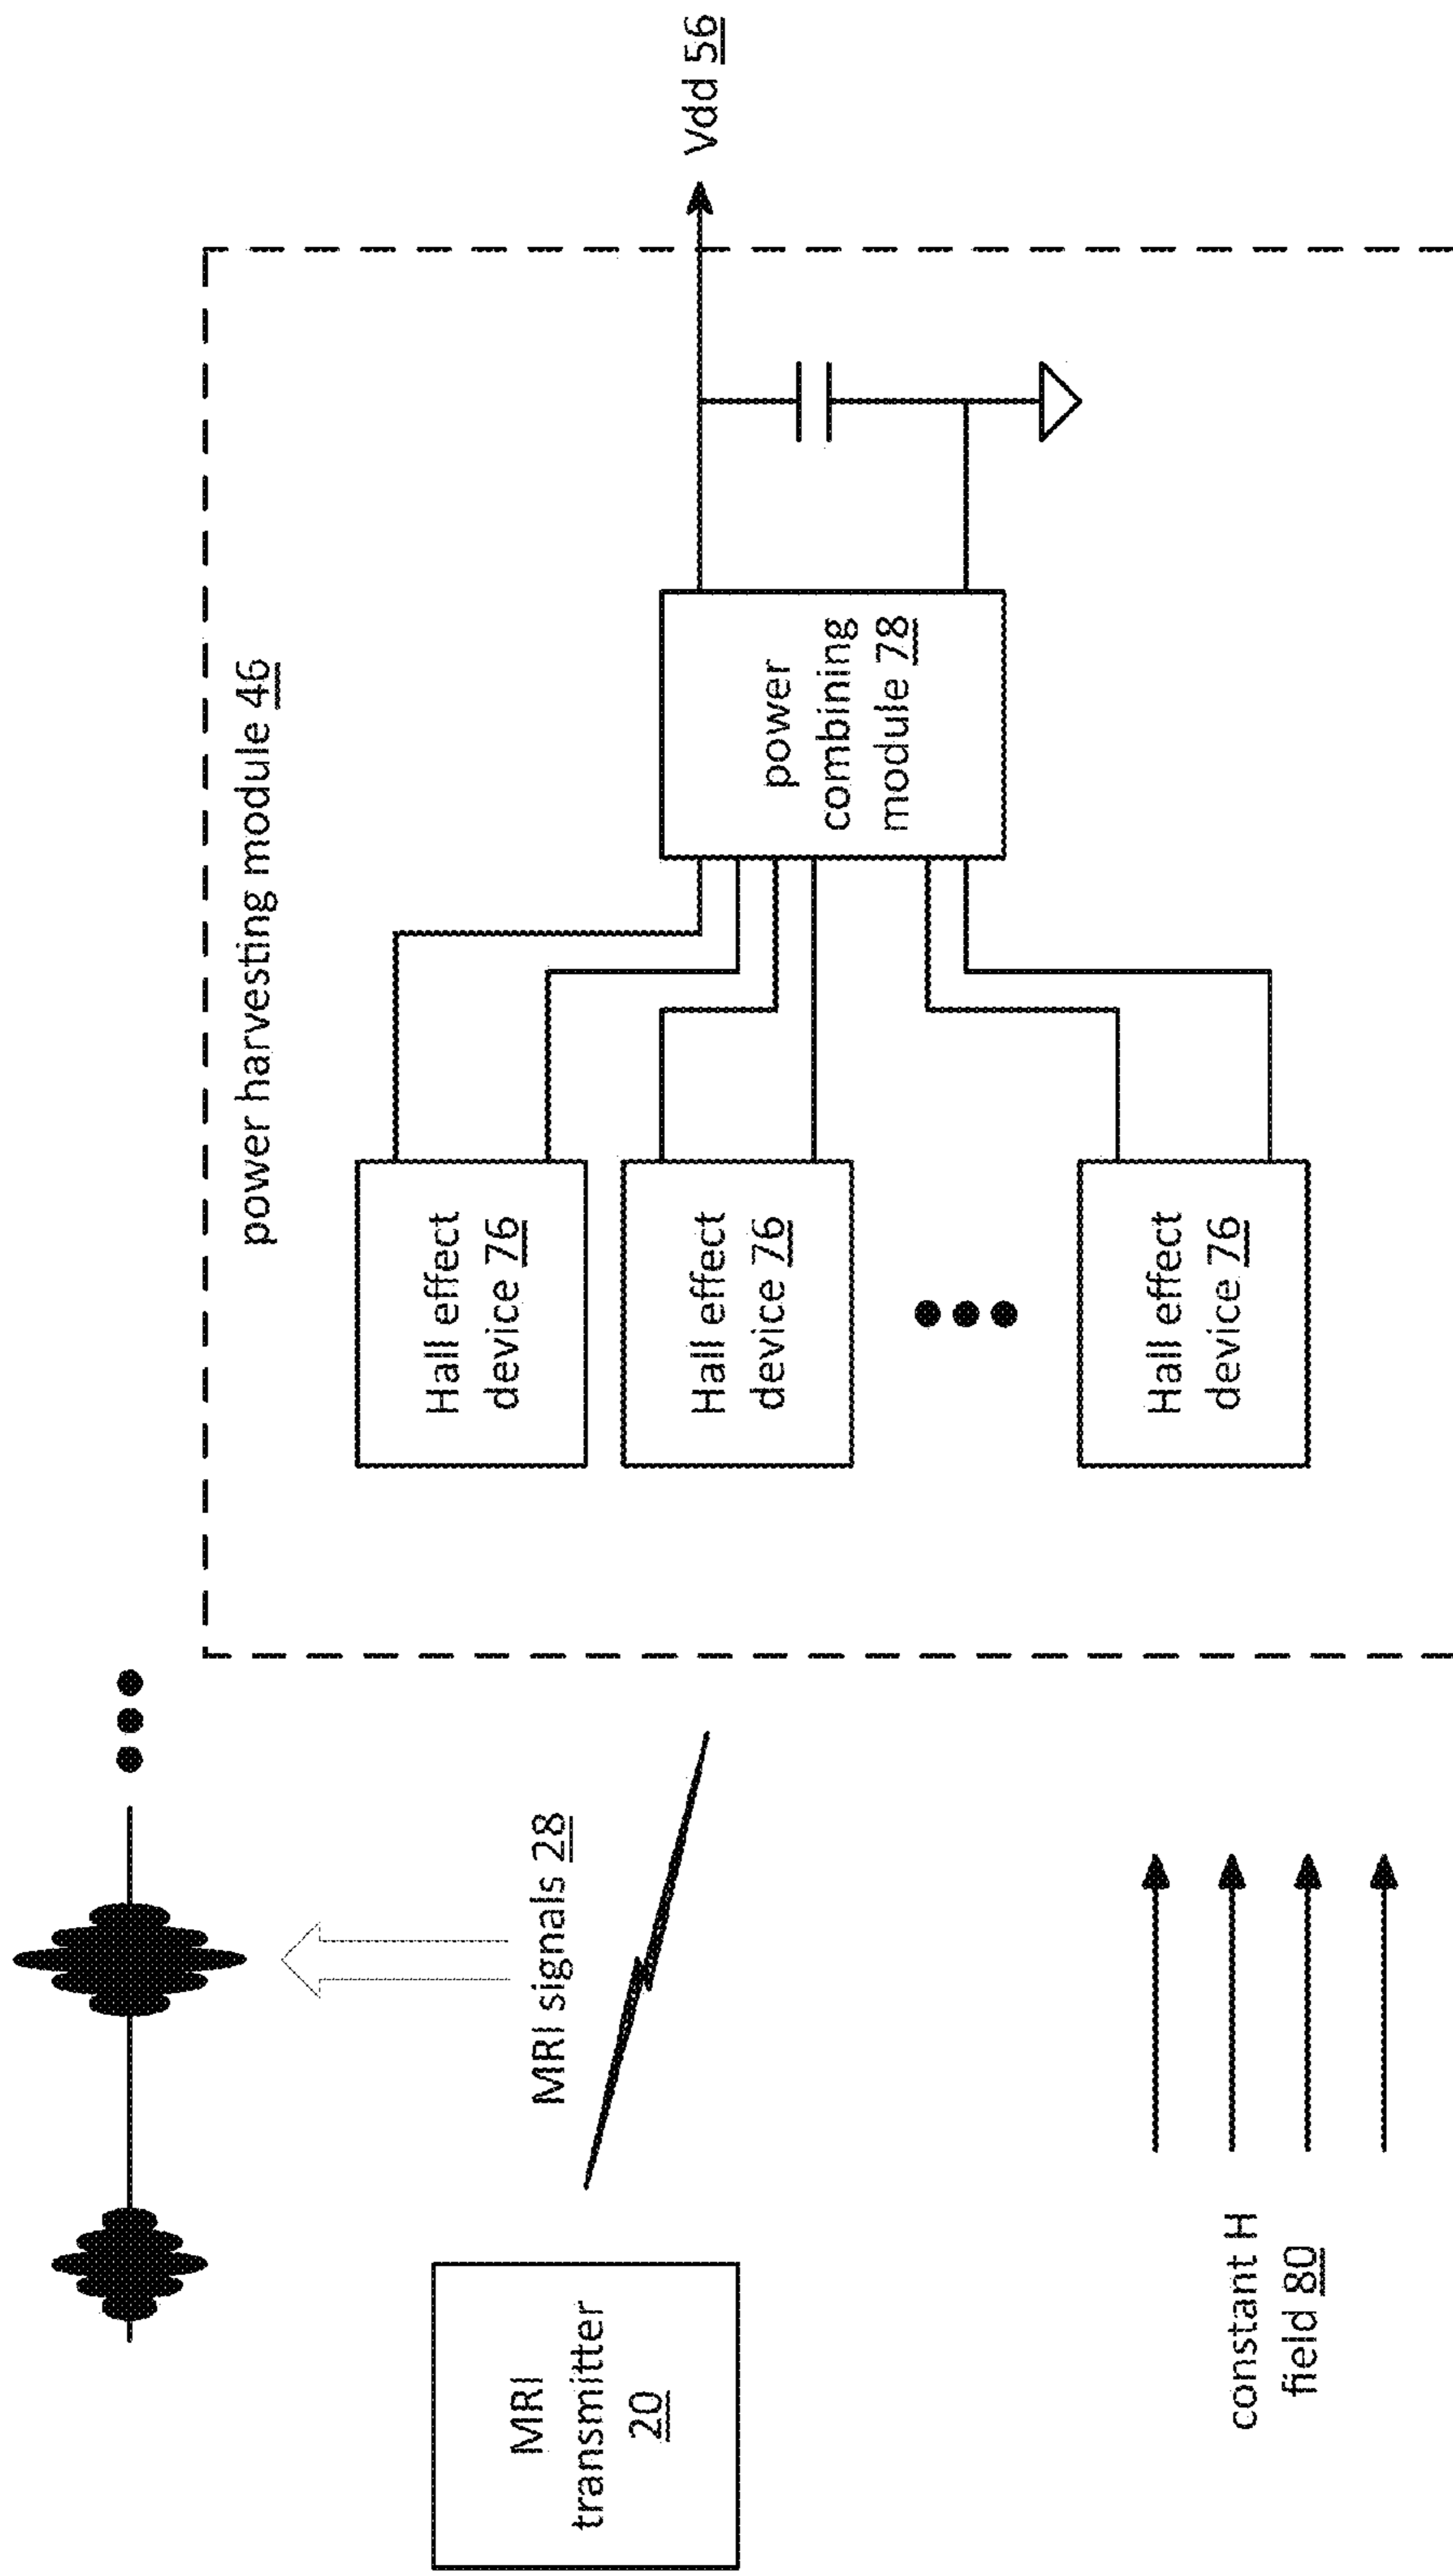 MRI
transmitter
20
MRI signals 28
constant H
field 80
power harvesting module 46
Hall effect
device 76
Hall effect
device 76
Hall effect
device 76
power
combining
module 78
Vdd 56